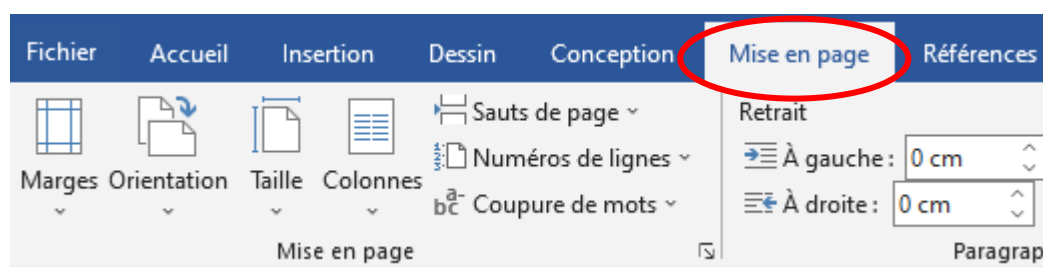 Fichier Accueil Insertion Dessin Conception Mise en page Références
Retrait
Sauts de page
Numéros de lignes
Coupure de mots
À gauche : 0 cm
À droite : 0 cm
Marges Orientation Taille Colonnes
Mise en page
Paragrap